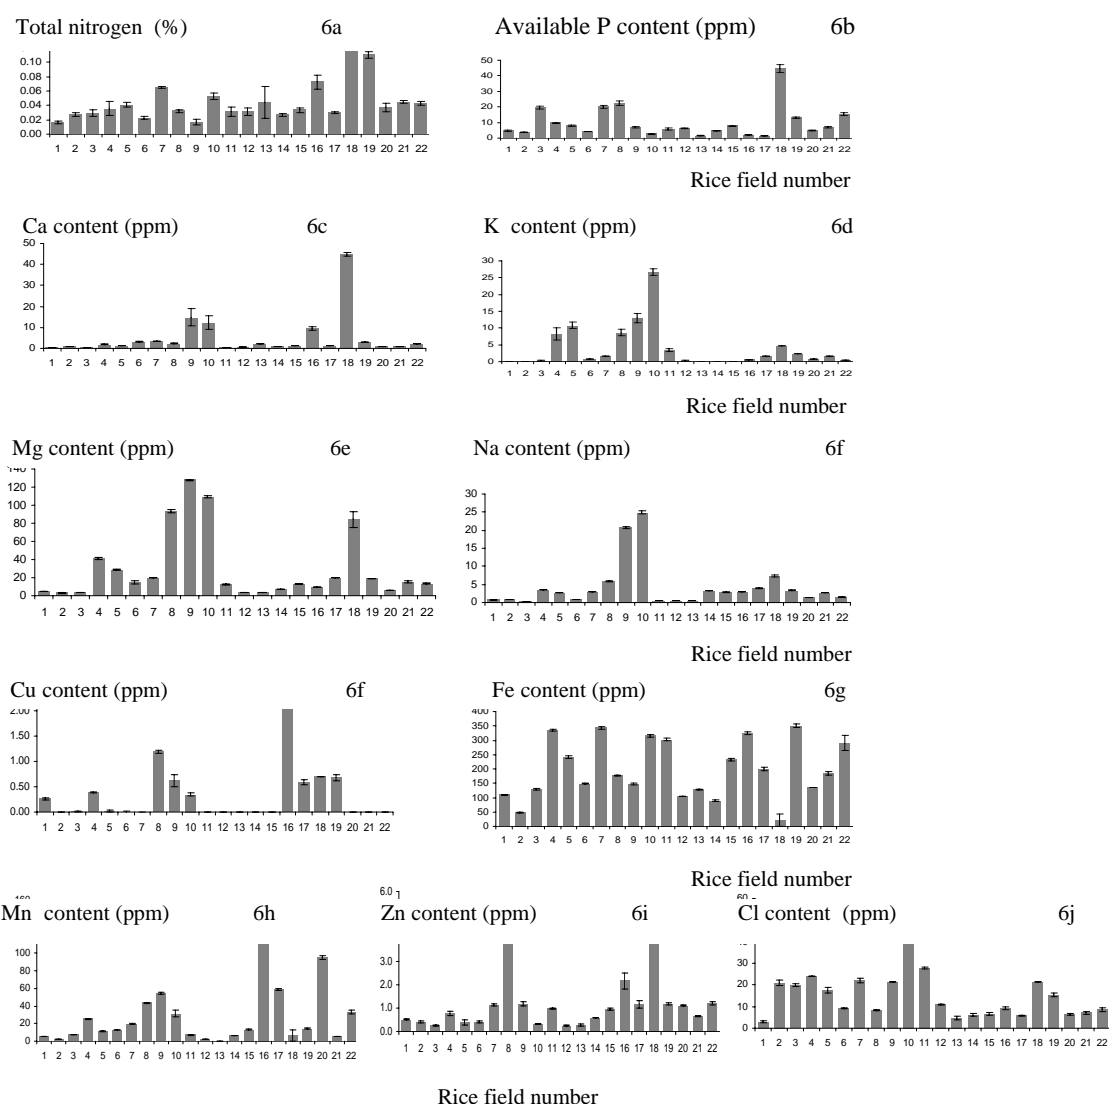 Total nitrogen (%) 6a
Available P content (ppm) 6b
0.10
0.08
0.06
0.04
0.02
0.00
1 2 3 4 5 6 7 8 9 10 11 12 13 14 15 16 17 18 19 20 21 22
50
40
30
20
10
0
1 2 3 4 5 6 7 8 9 10 11 12 13 14 15 16 17 18 19 20 21 22
Rice field number
Ca content (ppm) 6c
K content (ppm) 6d
50
40
30
20
10
0
1 2 3 4 5 6 7 8 9 10 11 12 13 14 15 16 17 18 19 20 21 22
30
25
20
15
10
5
0
1 2 3 4 5 6 7 8 9 10 11 12 13 14 15 16 17 18 19 20 21 22
Rice field number
Mg content (ppm) 6e
Na content (ppm) 6f
140
120
100
80
60
40
20
0
1 2 3 4 5 6 7 8 9 10 11 12 13 14 15 16 17 18 19 20 21 22
30
25
20
15
10
5
0
1 2 3 4 5 6 7 8 9 10 11 12 13 14 15 16 17 18 19 20 21 22
Rice field number
Cu content (ppm) 6f
Fe content (ppm) 6g
2.00
1.50
1.00
0.50
0.00
1 2 3 4 5 6 7 8 9 10 11 12 13 14 15 16 17 18 19 20 21 22
400
350
300
250
200
150
100
50
0
1 2 3 4 5 6 7 8 9 10 11 12 13 14 15 16 17 18 19 20 21 22
Rice field number
Mn content (ppm) 6h
6.0
Zn content (ppm) 6i
60
Cl content (ppm) 6j
100
80
60
40
20
0
1 2 3 4 5 6 7 8 9 10 11 12 13 14 15 16 17 18 19 20 21 22
3.0
2.0
1.0
0.0
1 2 3 4 5 6 7 8 9 10 11 12 13 14 15 16 17 18 19 20 21 22
40
30
20
10
0
1 2 3 4 5 6 7 8 9 10 11 12 13 14 15 16 17 18 19 20 21 22
Rice field number